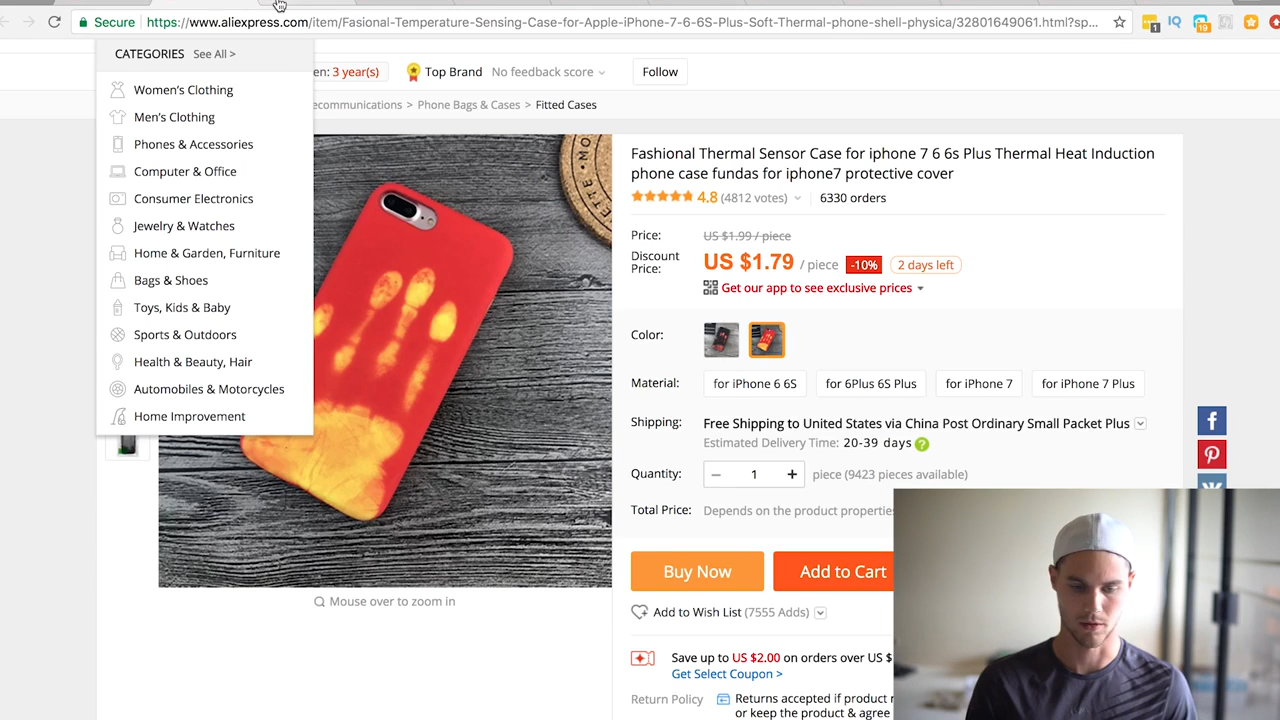 Secure https://www.aliexpress.com/item/Fasional-Temperature-Sensing-Case-for-Apple-iPhone-7-6-6S-Plus-Soft-Thermal-phone-shell-physica/32801649061.html?sp...
1
IQ
19
CATEGORIES See All >
Women's Clothing
Men's Clothing
Phones & Accessories
Computer & Office
Consumer Electronics
Jewelry & Watches
Home & Garden, Furniture
Bags & Shoes
Toys, Kids & Baby
Sports & Outdoors
Health & Beauty, Hair
Automobiles & Motorcycles
Home Improvement
en: 3 year(s)
Top Brand No feedback score
Follow
ecommunications > Phone Bags & Cases > Fitted Cases
Fashional Thermal Sensor Case for iphone 7 6 6s Plus Thermal Heat Induction
phone case fundas for iphone7 protective cover
4.8 (4812 votes) 6330 orders
Price: US $1.99 / piece
Discount
Price: US $1.79 / piece -10% 2 days left
Get our app to see exclusive prices
Color:
Material: for iPhone 6 6S for 6Plus 6S Plus for iPhone 7 for iPhone 7 Plus
Shipping: Free Shipping to United States via China Post Ordinary Small Packet Plus
Estimated Delivery Time: 20-39 days ?
Quantity: − 1 + piece (9423 pieces available)
Total Price: Depends on the product properties
Buy Now Add to Cart
Add to Wish List (7555 Adds)
Save up to US $2.00 on orders over US $
Get Select Coupon >
Return Policy Returns accepted if product
or keep the product & agree
Mouse over to zoom in